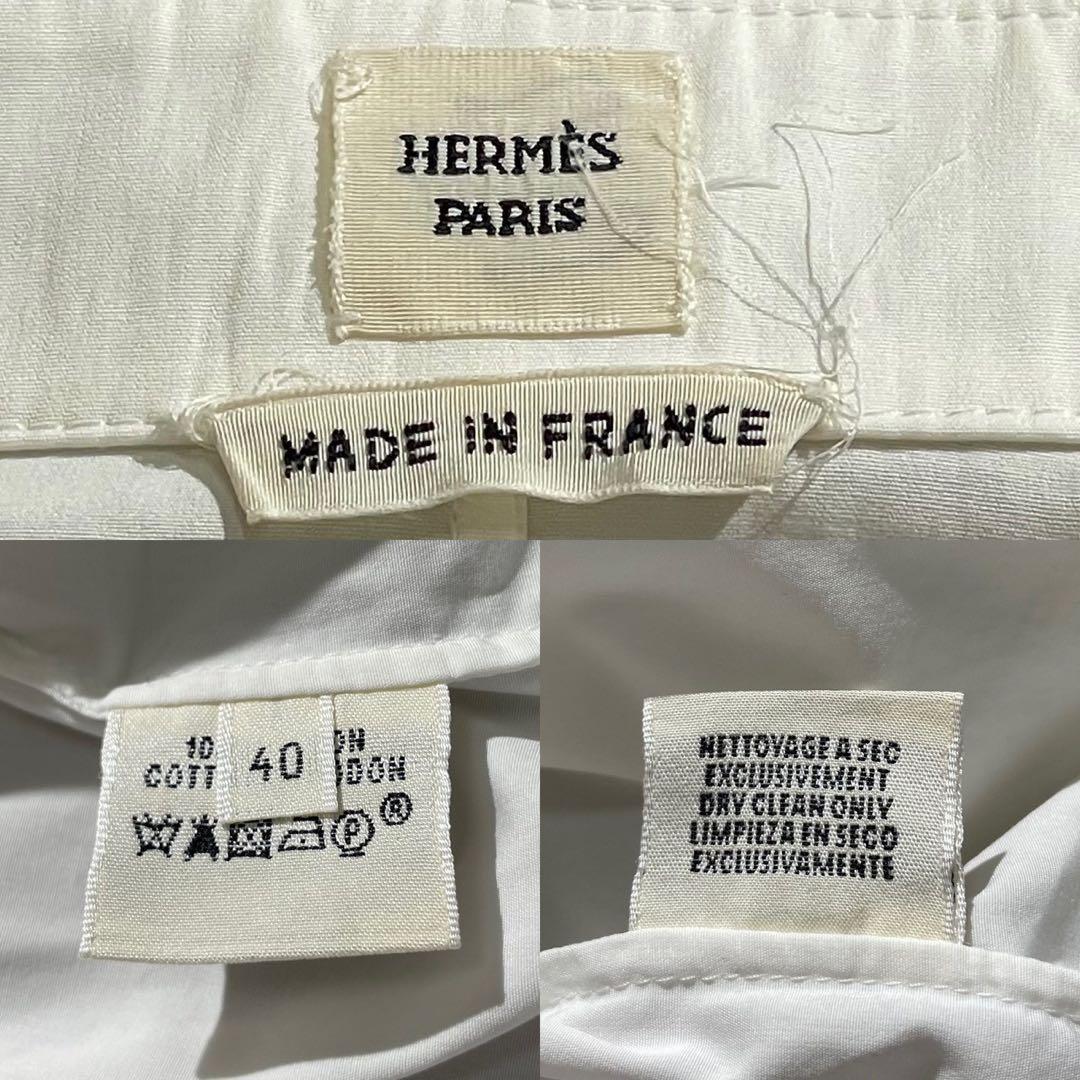 HERMÈS
PARIS
MADE IN FRANCE
40
NETTOYAGE A SEC
EXCLUSIVEMENT
DRY CLEAN ONLY
LIMPIEZA EN SECO
EXCLUSIVAMENTE